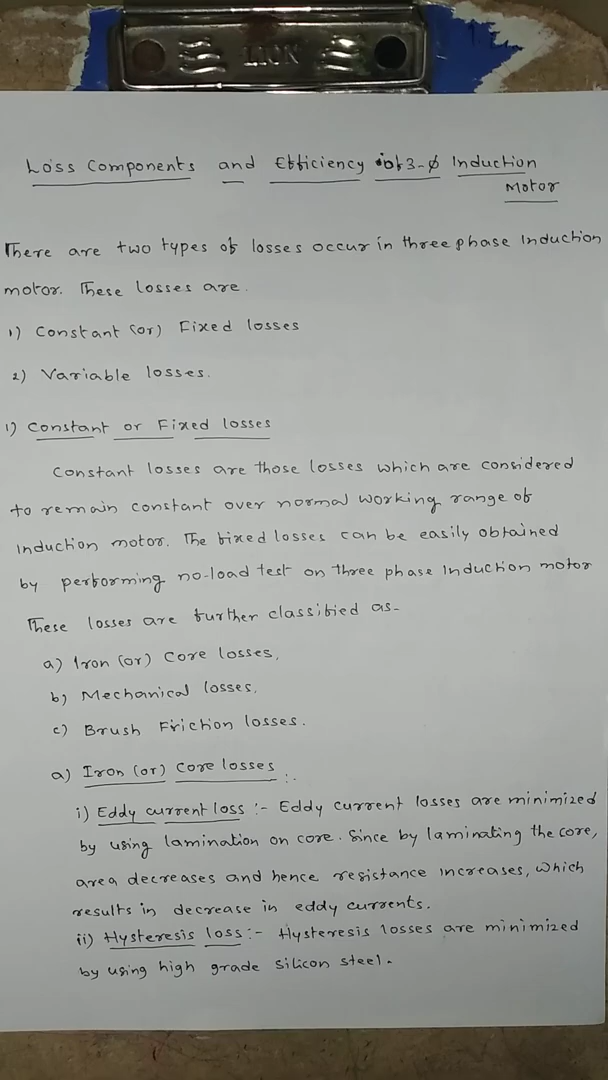 LION
Loss Components and Efficiency of 3-ϕ Induction
Motor
There are two types of losses occur in three phase Induction
motor. These losses are.
1) Constant (or) Fixed losses
2) Variable losses.
1) Constant or Fixed losses
Constant losses are those losses which are considered
to remain constant over normal working range of
Induction motor. The fixed losses can be easily obtained
by performing no-load test on three phase Induction motor
These losses are further classified as-
a) Iron (or) Core losses,
b) Mechanical losses,
c) Brush Friction losses.
a) Iron (or) Core losses :.
i) Eddy current loss :- Eddy current losses are minimized
by using lamination on core. Since by laminating the core,
area decreases and hence resistance increases, which
results in decrease in eddy currents.
ii) Hysteresis loss :- Hysteresis losses are minimized
by using high grade silicon steel.